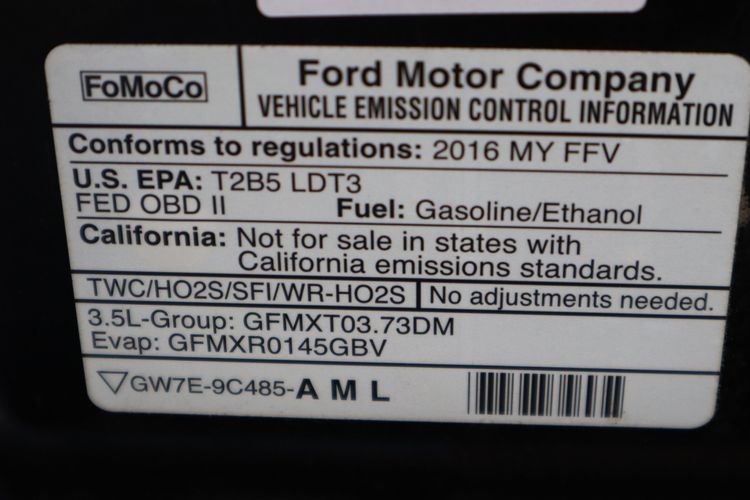 FoMoCo
Ford Motor Company
VEHICLE EMISSION CONTROL INFORMATION
Conforms to regulations: 2016 MY FFV
U.S. EPA: T2B5 LDT3
FED OBD II Fuel: Gasoline/Ethanol
California: Not for sale in states with
California emissions standards.
TWC/HO2S/SFI/WR-HO2S No adjustments needed.
3.5L-Group: GFMXT03.73DM
Evap: GFMXR0145GBV
GW7E-9C485-A M L